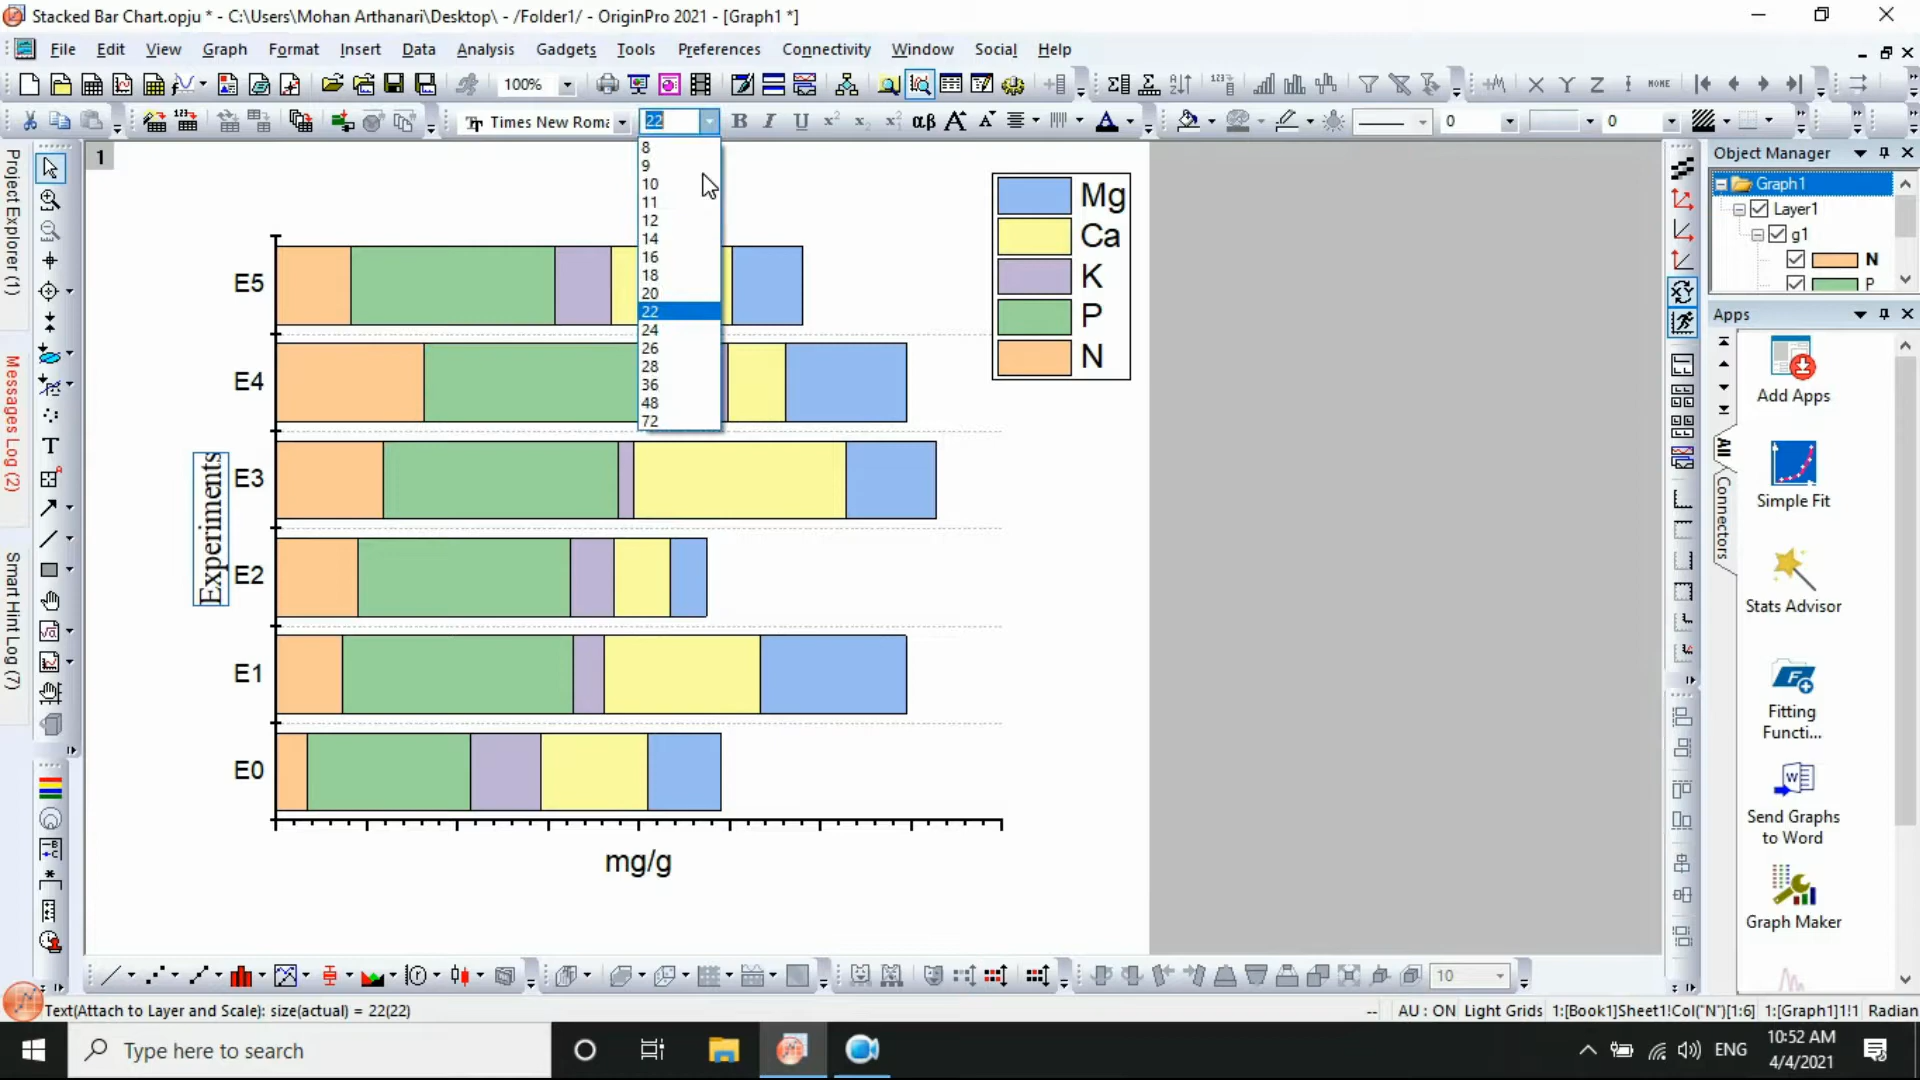 Stacked Bar Chart.opju * - C:\Users\Mohan Arthanari\Desktop\ - /Folder1/ - OriginPro 2021 - [Graph1 *]
File Edit View Graph Format Insert Data Analysis Gadgets Tools Preferences Connectivity Window Social Help
100%
HOME
Times New Roma
22
B I U
αβ
0
0
8
9
10
11
12
14
16
18
20
22
24
26
28
36
48
72
Project Explorer (1)
Messages Log (2)
Smart Hint Log (7)
1
E5
E4
E3
E2
E1
E0
Experiments
mg/g
Mg
Ca
K
P
N
Object Manager
Graph1
Layer1
g1
N
P
Apps
All
Connectors
Add Apps
Simple Fit
Stats Advisor
Fitting
Functi...
Send Graphs
to Word
Graph Maker
10
Text(Attach to Layer and Scale): size(actual) = 22(22)
-- AU : ON Light Grids 1:[Book1]Sheet1!Col("N")[1:6] 1:[Graph1]1!1 Radian
Type here to search
ENG
10:52 AM
4/4/2021